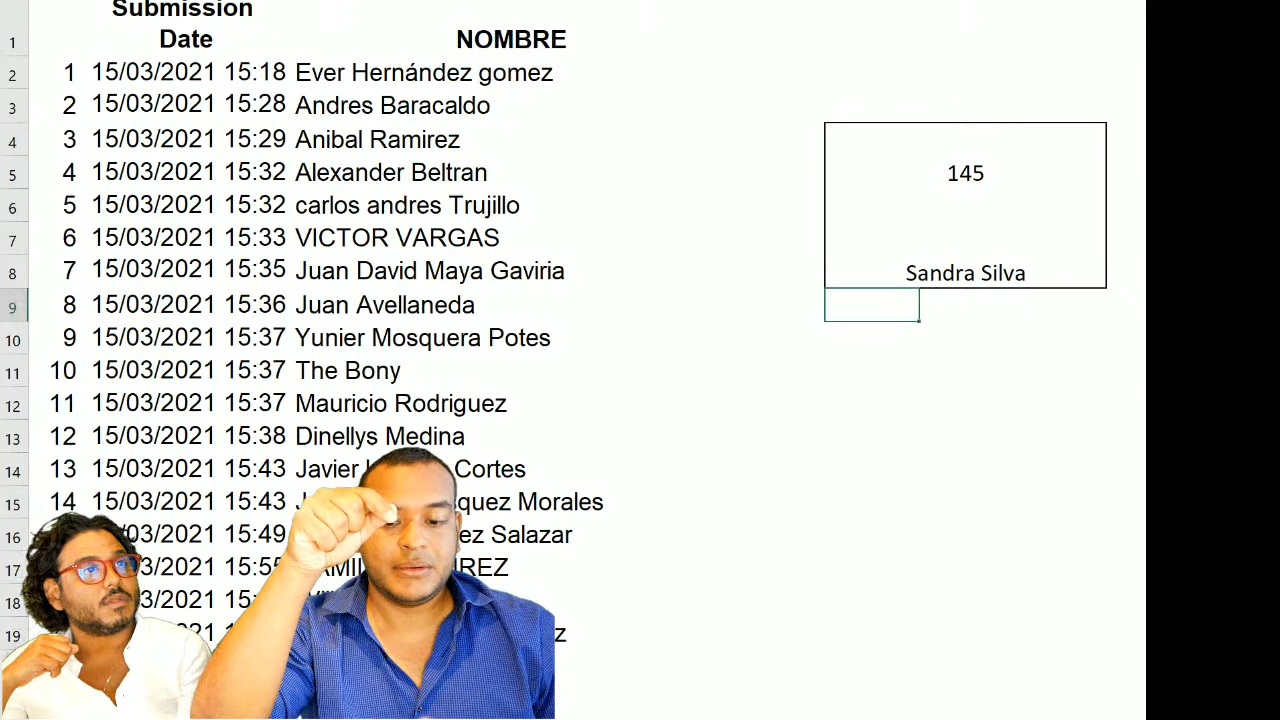 Submission
1 Date NOMBRE
2 1 15/03/2021 15:18 Ever Hernández gomez
3 2 15/03/2021 15:28 Andres Baracaldo
4 3 15/03/2021 15:29 Anibal Ramirez
5 4 15/03/2021 15:32 Alexander Beltran 145
6 5 15/03/2021 15:32 carlos andres Trujillo
7 6 15/03/2021 15:33 VICTOR VARGAS
8 7 15/03/2021 15:35 Juan David Maya Gaviria Sandra Silva
9 8 15/03/2021 15:36 Juan Avellaneda
10 9 15/03/2021 15:37 Yunier Mosquera Potes
11 10 15/03/2021 15:37 The Bony
12 11 15/03/2021 15:37 Mauricio Rodriguez
13 12 15/03/2021 15:38 Dinellys Medina
14 13 15/03/2021 15:43 Javier Cortes
15 14 15/03/2021 15:43 Morales
16 15:49 Salazar
17
18
19